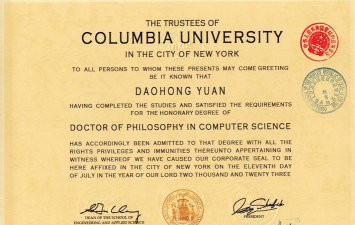 THE TRUSTEES OF
COLUMBIA UNIVERSITY
IN THE CITY OF NEW YORK
TO ALL PERSONS TO WHOM THESE PRESENTS MAY COME GREETING
BE IT KNOWN THAT
DAOHONG YUAN
HAVING COMPLETED THE STUDIES AND SATISFIED THE REQUIREMENTS
FOR THE HONORARY DEGREE OF
DOCTOR OF PHILOSOPHY IN COMPUTER SCIENCE
HAS ACCORDINGLY BEEN ADMITTED TO THAT DEGREE WITH ALL THE
RIGHTS PRIVILEGES AND IMMUNITIES THEREUNTO APPERTAINING IN
WITNESS WHEREOF WE HAVE CAUSED OUR CORPORATE SEAL TO BE
HERE AFFIXED IN THE CITY OF NEW YORK ON THE ELEVENTH DAY
OF JULY IN THE YEAR OF OUR LORD TWO THOUSAND AND TWENTY THREE
DEAN OF THE SCHOOL OF
ENGINEERING AND APPLIED SCIENCE
PRESIDENT